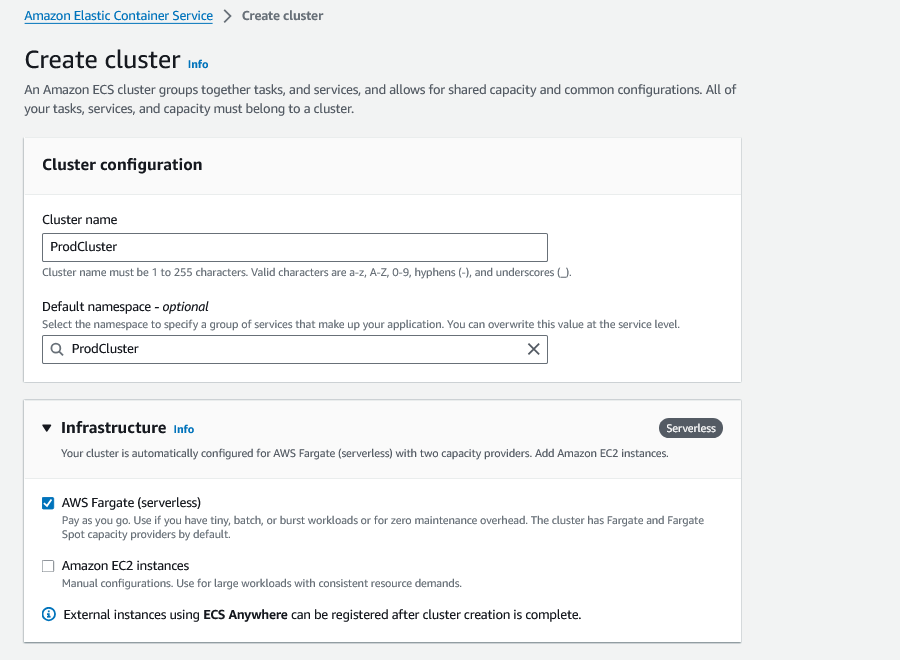 Amazon Elastic Container Service > Create cluster
Create cluster Info
An Amazon ECS cluster groups together tasks, and services, and allows for shared capacity and common configurations. All of
your tasks, services, and capacity must belong to a cluster.
Cluster configuration
Cluster name
ProdCluster
Cluster name must be 1 to 255 characters. Valid characters are a-z, A-Z, 0-9, hyphens (-), and underscores (_).
Default namespace - optional
Select the namespace to specify a group of services that make up your application. You can overwrite this value at the service level.
ProdCluster
Infrastructure Info Serverless
Your cluster is automatically configured for AWS Fargate (serverless) with two capacity providers. Add Amazon EC2 instances.
AWS Fargate (serverless)
Pay as you go. Use if you have tiny, batch, or burst workloads or for zero maintenance overhead. The cluster has Fargate and Fargate
Spot capacity providers by default.
Amazon EC2 instances
Manual configurations. Use for large workloads with consistent resource demands.
External instances using ECS Anywhere can be registered after cluster creation is complete.